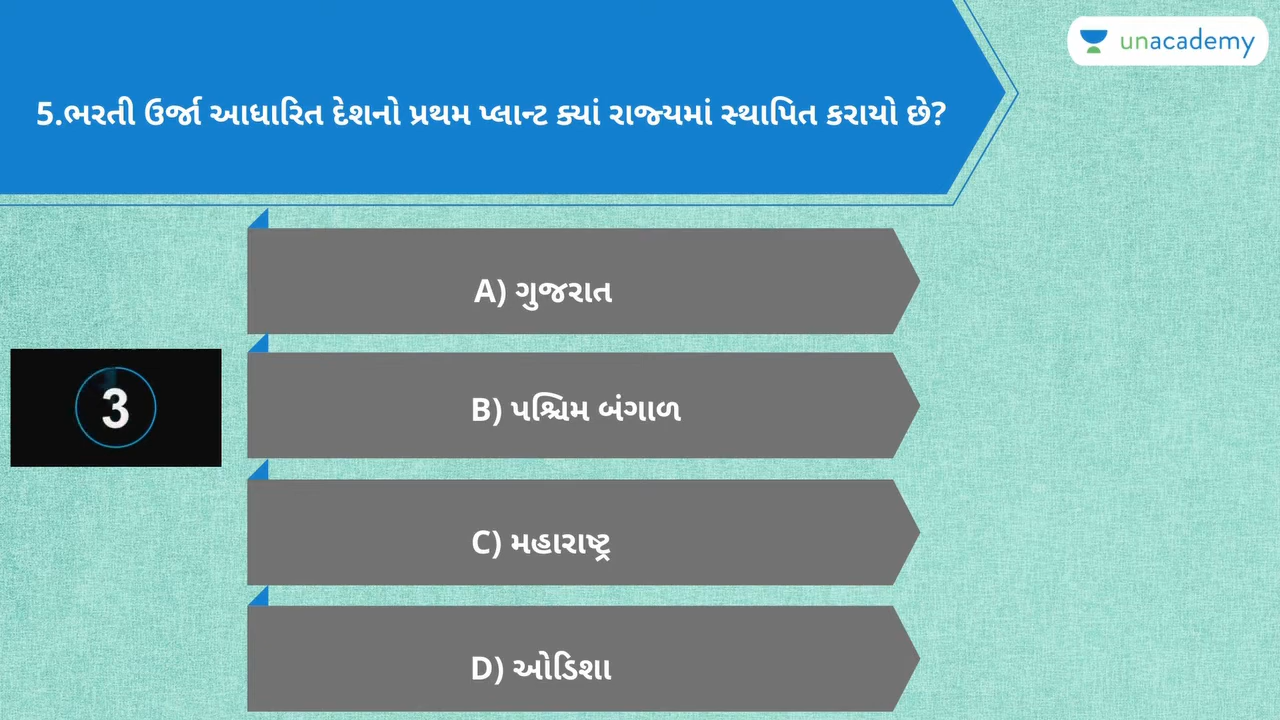 unacademy
5.ભરતી ઉર્જા આધારિત દેશનો પ્રથમ પ્લાન્ટ ક્યાં રાજ્યમાં સ્થાપિત કરાયો છે?
A) ગુજરાત
3
B) પશ્ચિમ બંગાળ
C) મહારાષ્ટ્ર
D) ઓડિશા